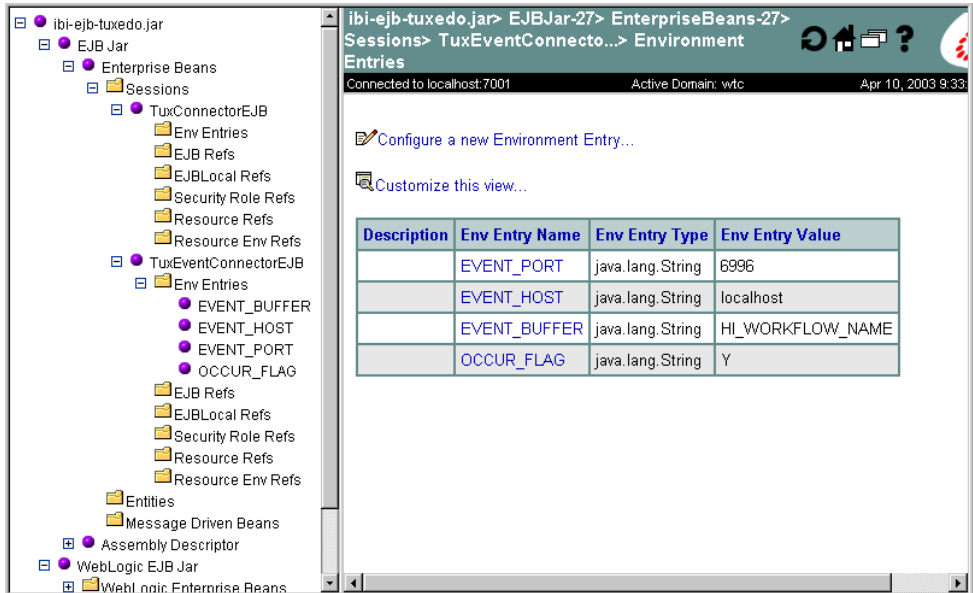 ibi-ejb-tuxedo.jar
EJB Jar
Enterprise Beans
Sessions
TuxConnectorEJB
Env Entries
EJB Refs
EJBLocal Refs
Security Role Refs
Resource Refs
Resource Env Refs
TuxEventConnectorEJB
Env Entries
EVENT_BUFFER
EVENT_HOST
EVENT_PORT
OCCUR_FLAG
EJB Refs
EJBLocal Refs
Security Role Refs
Resource Refs
Resource Env Refs
Entities
Message Driven Beans
Assembly Descriptor
WebLogic EJB Jar
WebLogic Enterprise Beans
ibi-ejb-tuxedo.jar> EJBJar-27> EnterpriseBeans-27>
Sessions> TuxEventConnecto...> Environment
Entries
?
Connected to localhost:7001 Active Domain: wtc Apr 10, 2003 9:33:
Configure a new Environment Entry...
Customize this view...
Description Env Entry Name Env Entry Type Env Entry Value
EVENT_PORT java.lang.String 6996
EVENT_HOST java.lang.String localhost
EVENT_BUFFER java.lang.String HI_WORKFLOW_NAME
OCCUR_FLAG java.lang.String Y